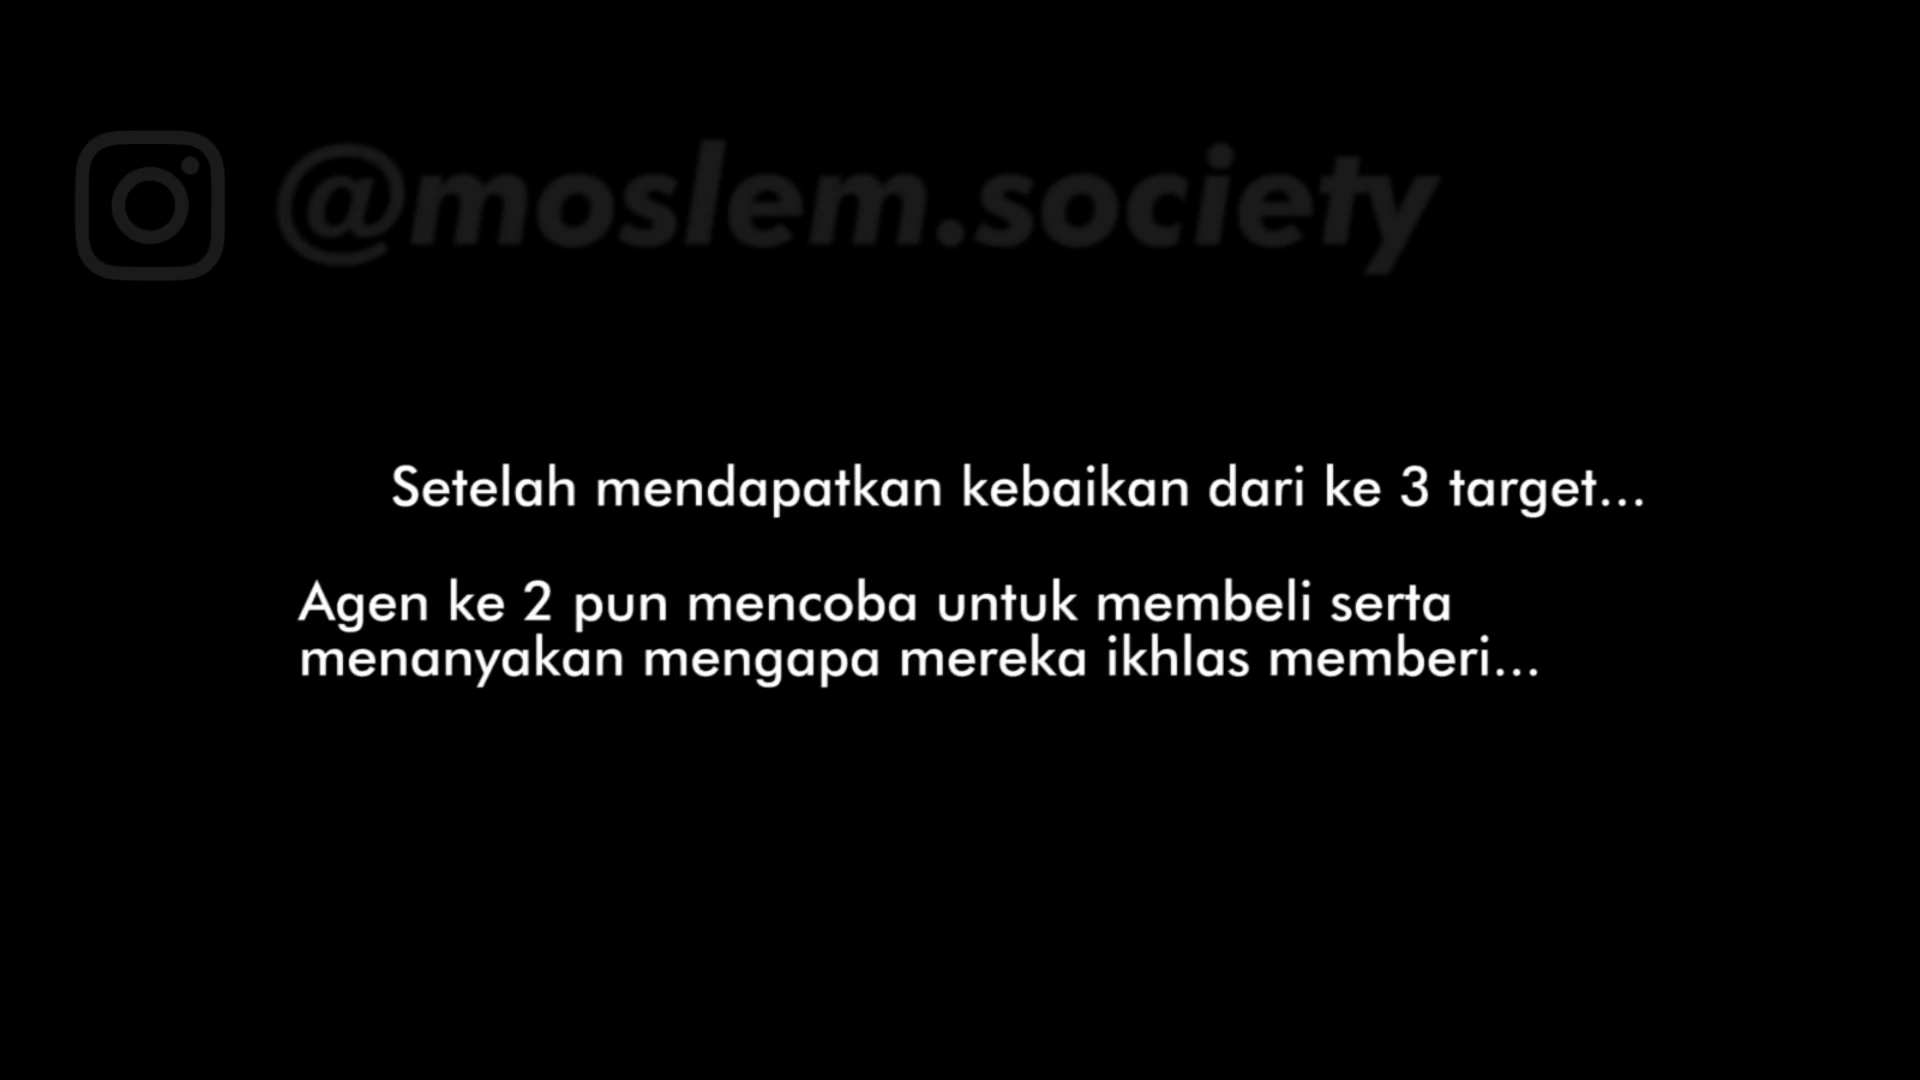 @moslem.society
Setelah mendapatkan kebaikan dari ke 3 target...
Agen ke 2 pun mencoba untuk membeli serta
menanyakan mengapa mereka ikhlas memberi...